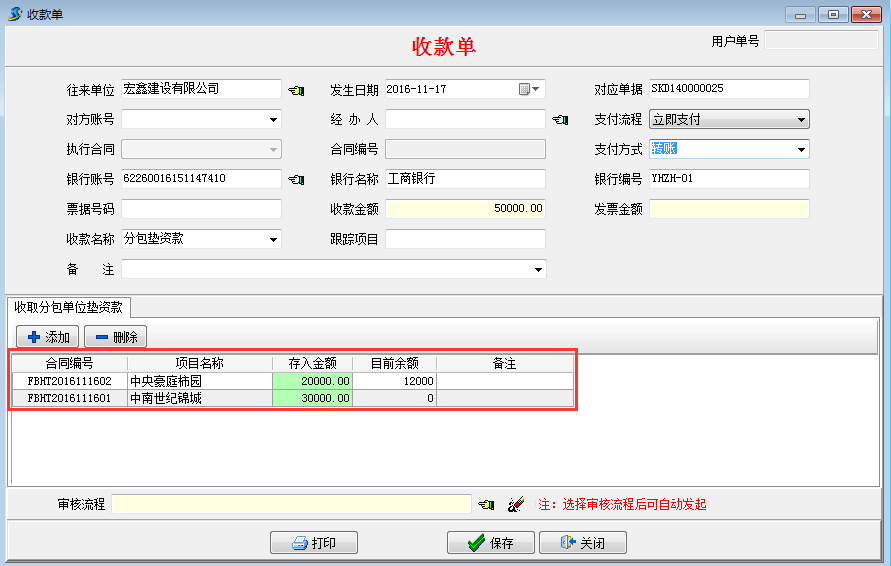 收款单
收款单
用户单号
往来单位 宏鑫建设有限公司 发生日期 2016-11-17 对应单据 SKD140000025
对方账号 经 办 人 支付流程 立即支付
执行合同 合同编号 支付方式 转账
银行账号 62260016151147410 银行名称 工商银行 银行编号 YHZH-01
票据号码 收款金额 50000.00 发票金额
收款名称 分包垫资款 跟踪项目
备 注
收取分包单位垫资款
添加 删除
合同编号 项目名称 存入金额 目前余额 备注
FBHT2016111602 中央豪庭柿园 20000.00 12000
FBHT2016111601 中南世纪锦城 30000.00 0
审核流程 注：选择审核流程后可自动发起
打印 保存 关闭